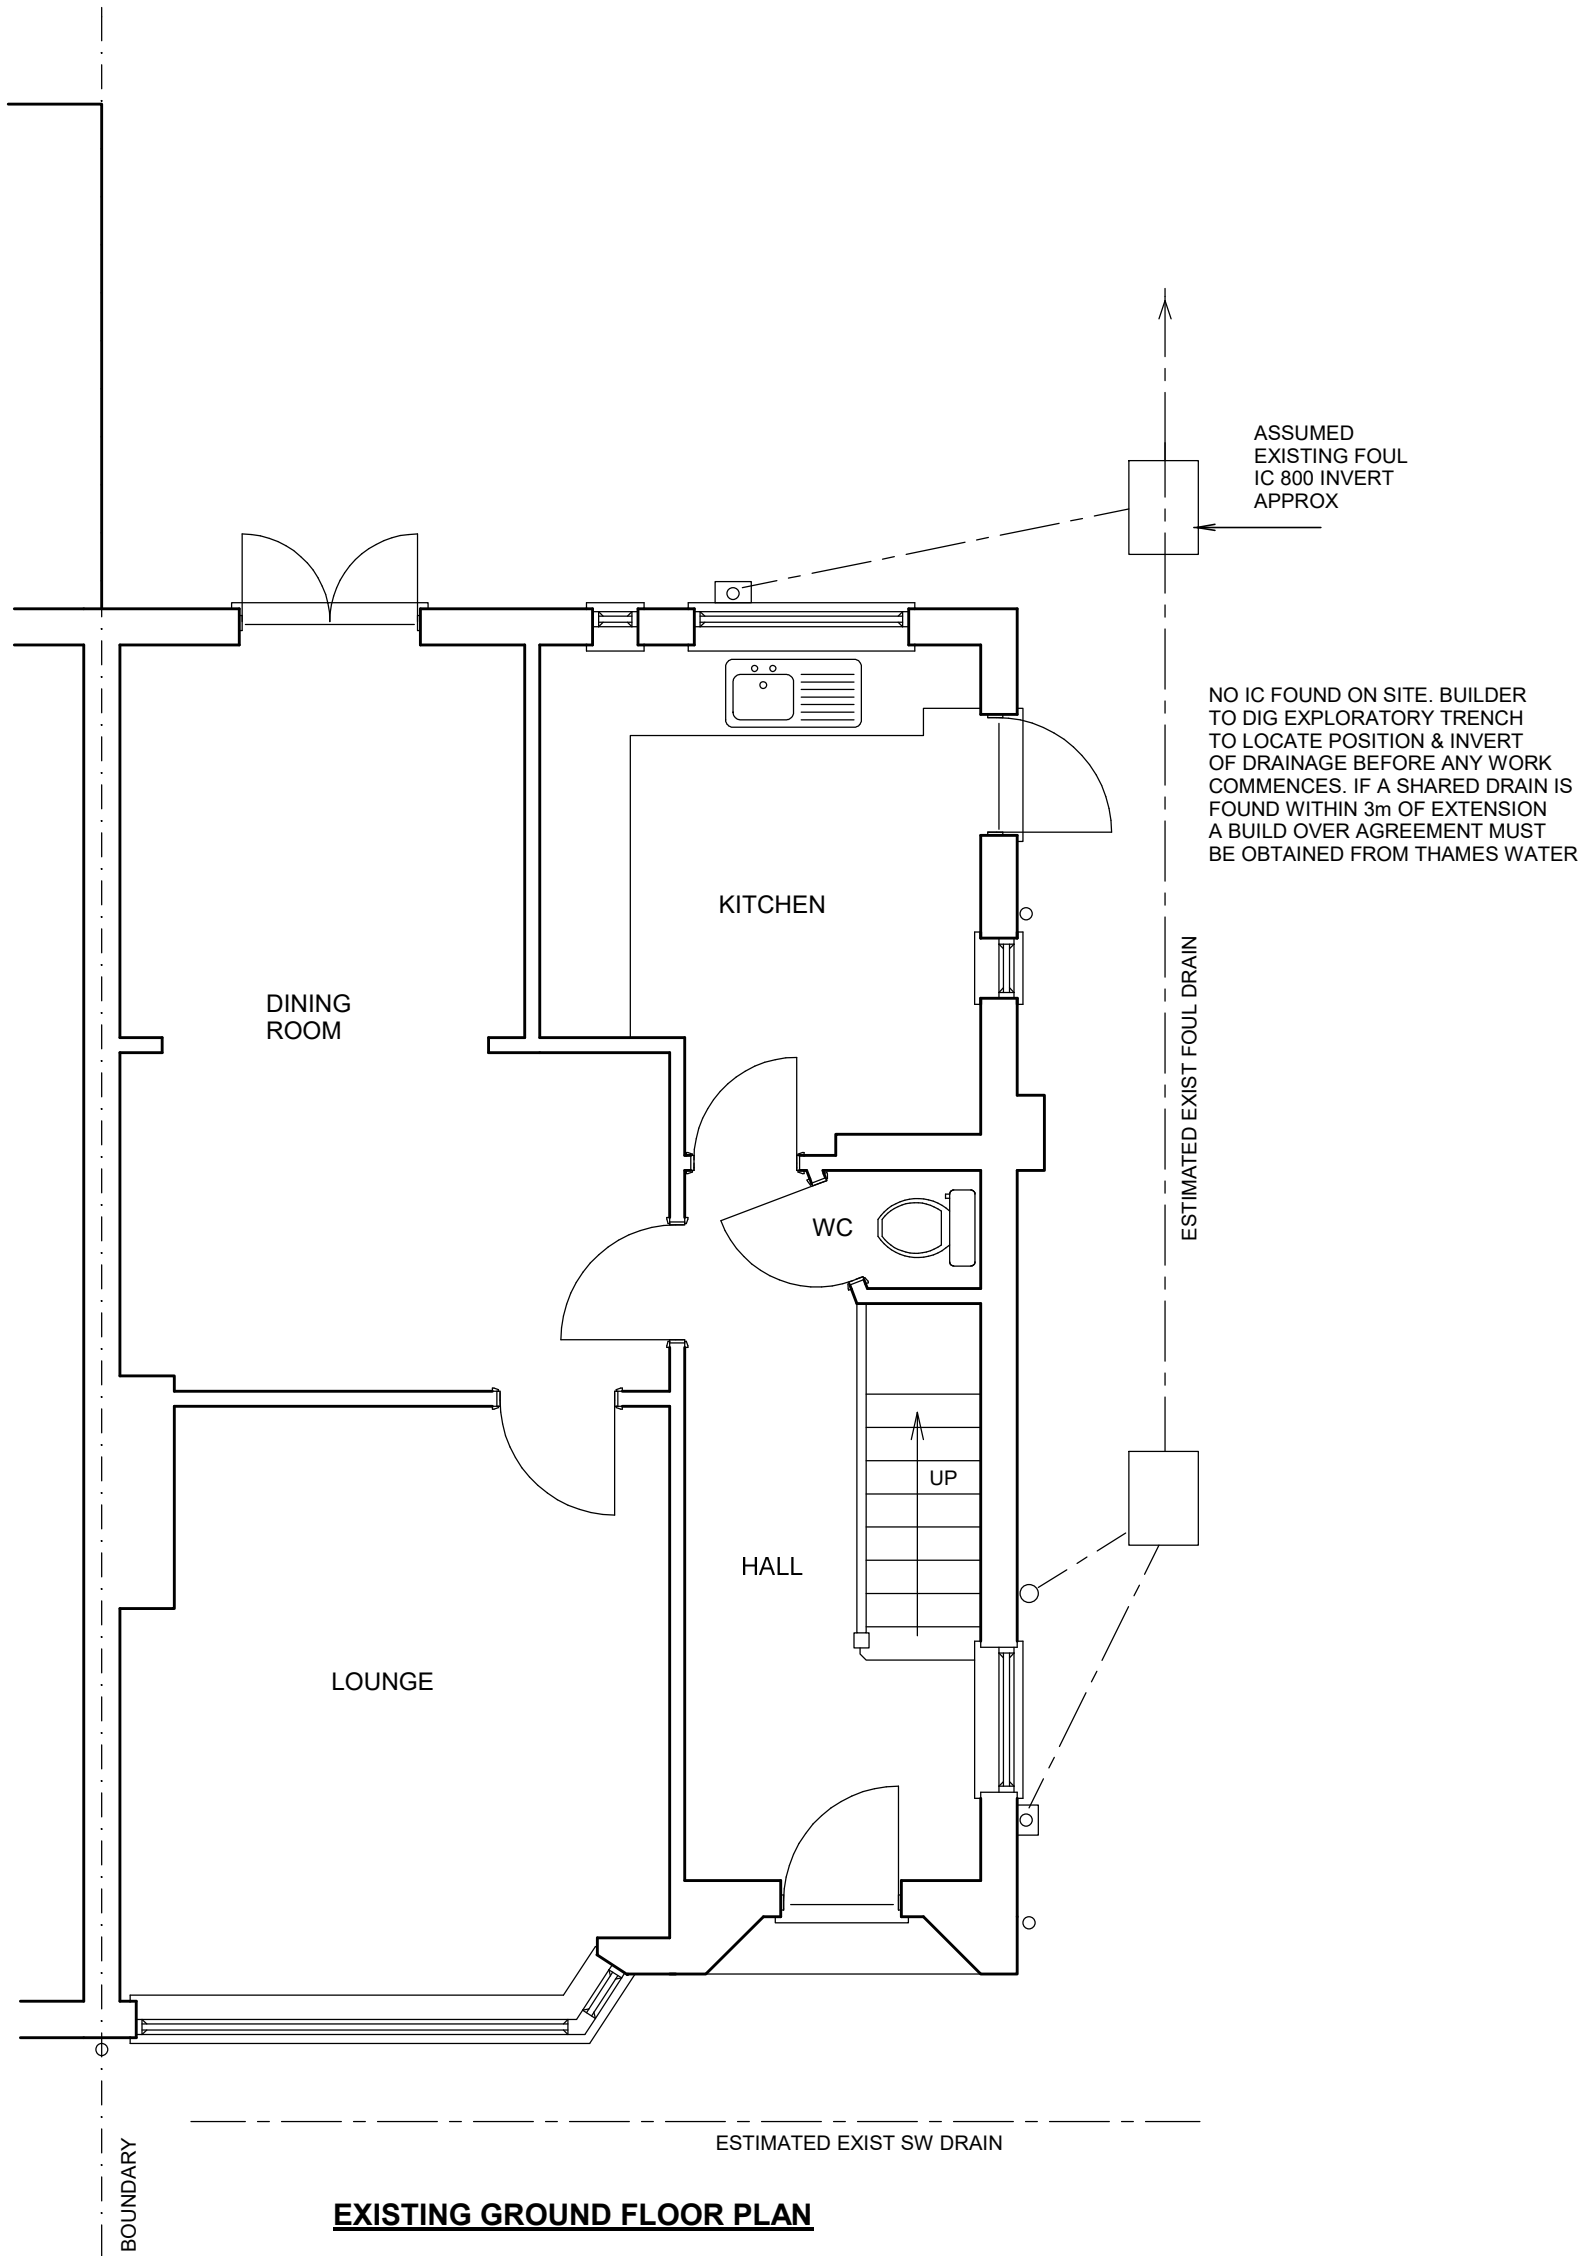 ASSUMED
EXISTING FOUL
IC 800 INVERT
APPROX
NO IC FOUND ON SITE. BUILDER
TO DIG EXPLORATORY TRENCH
TO LOCATE POSITION & INVERT
OF DRAINAGE BEFORE ANY WORK
COMMENCES. IF A SHARED DRAIN IS
FOUND WITHIN 3m OF EXTENSION
A BUILD OVER AGREEMENT MUST
BE OBTAINED FROM THAMES WATER
KITCHEN
DINING
ROOM
ESTIMATED EXIST FOUL DRAIN
WC
UP
HALL
LOUNGE
ESTIMATED EXIST SW DRAIN
BOUNDARY
EXISTING GROUND FLOOR PLAN